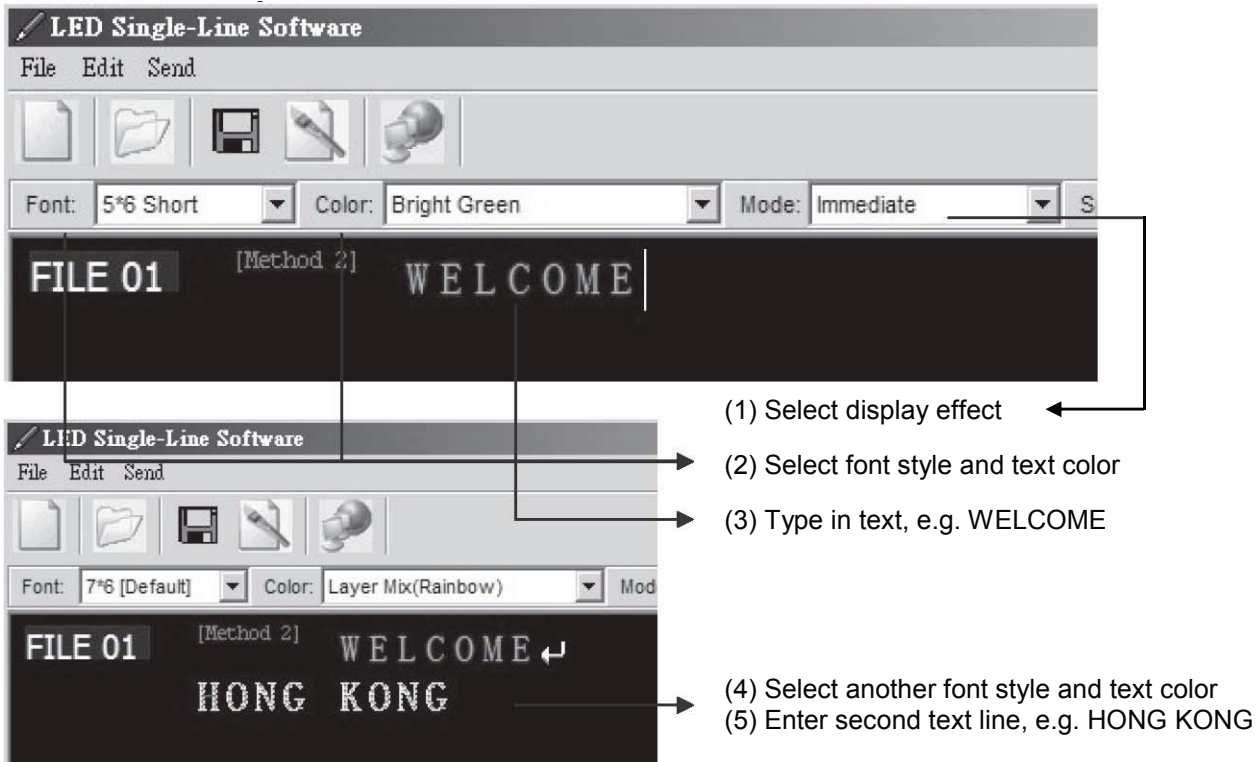 LED Single-Line Software
File Edit Send
Font: 5*6 Short Color: Bright Green Mode: Immediate S
FILE 01 [Method 2] WELCOME
(1) Select display effect
LED Single-Line Software
(2) Select font style and text color
File Edit Send
(3) Type in text, e.g. WELCOME
Font: 7*6 [Default] Color: Layer Mix(Rainbow) Mod
FILE 01 [Method 2] WELCOME↵
HONG KONG
(4) Select another font style and text color
(5) Enter second text line, e.g. HONG KONG